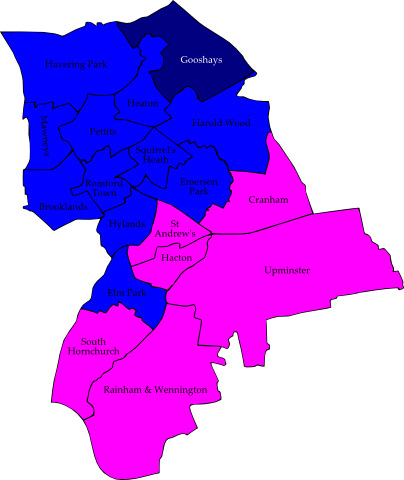 Gooshays
Havering Park
Heaton
Mawneys
Pettits
Harold Wood
Squirrel's
Heath
Romford
Town
Emerson
Park
Brooklands
Hylands
St
Andrew's
Cranham
Hacton
Upminster
Elm Park
South
Hornchurch
Rainham & Wennington